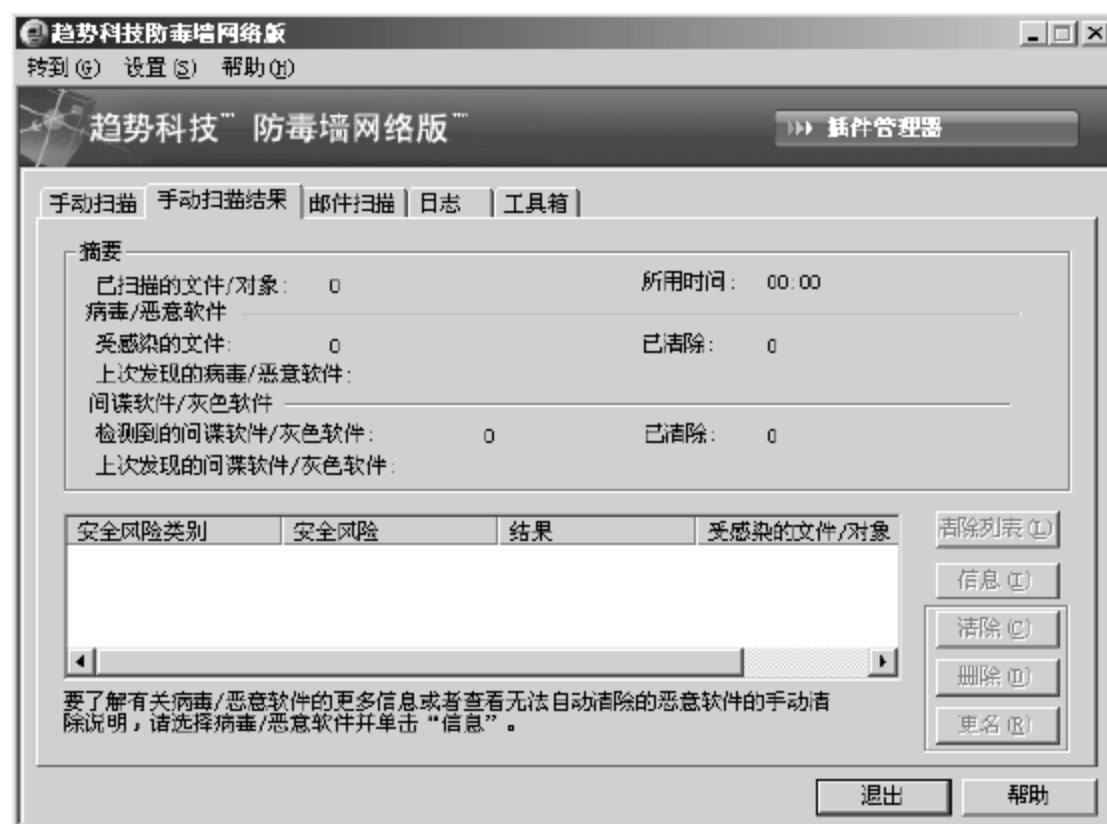 趋势科技防毒墙网络版
转到(G) 设置(S) 帮助(H)
趋势科技™ 防毒墙网络版™
插件管理器
手动扫描 手动扫描结果 邮件扫描 日志 工具箱
摘要
已扫描的文件/对象: 0 所用时间: 00:00
病毒/恶意软件
受感染的文件: 0 已清除: 0
上次发现的病毒/恶意软件:
间谍软件/灰色软件
检测到的间谍软件/灰色软件: 0 已清除: 0
上次发现的间谍软件/灰色软件:
安全风险类别 安全风险 结果 受感染的文件/对象
清除列表(L)
信息(I)
清除(C)
删除(D)
更名(R)
要了解有关病毒/恶意软件的更多信息或者查看无法自动清除的恶意软件的手动清
除说明,请选择病毒/恶意软件并单击“信息”。
退出 帮助